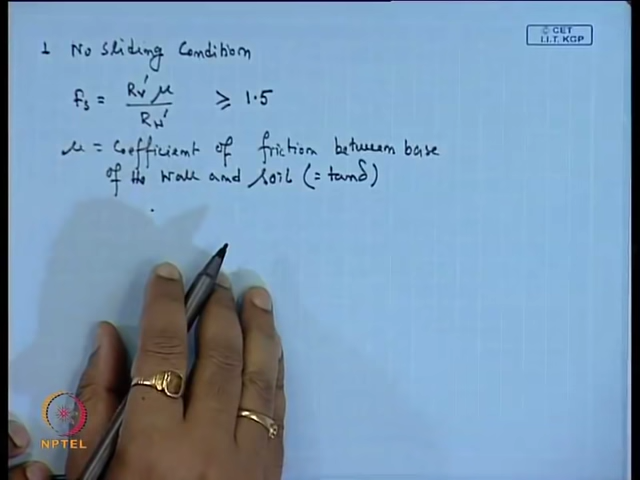 © CET
I.I.T. KGP
1 No Sliding Condition
fs = Rv' μ / RH' ≥ 1.5
μ = Coefficient of friction between base
of the wall and soil (= tanδ)
NPTEL